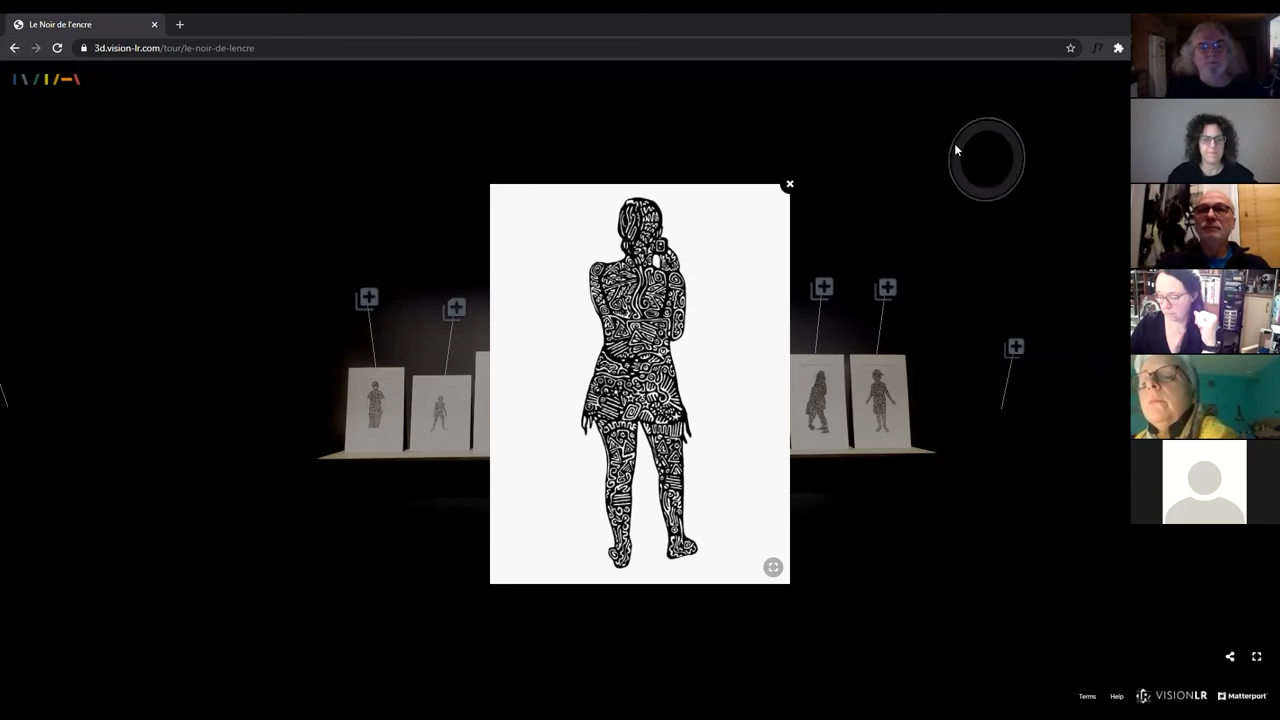 Le Noir de l'encre
3d.vision-lr.com/tour/le-noir-de-lencre
f?
Terms
Help
VISIONLR
Matterport